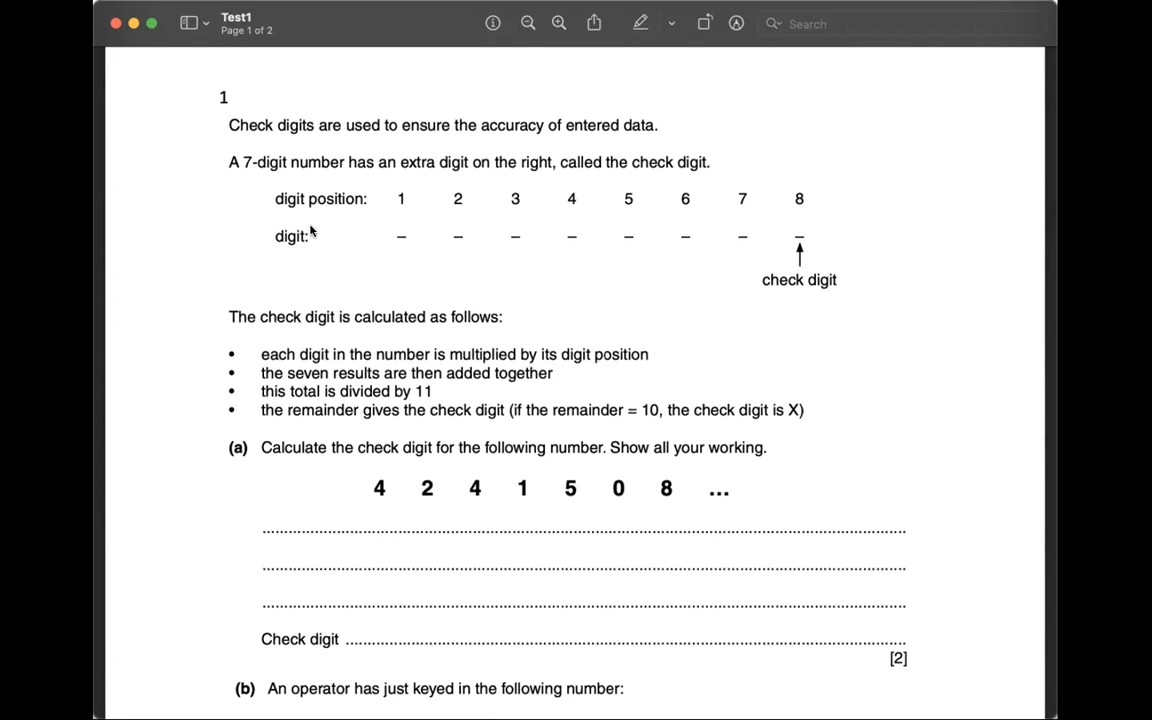 Test1
Page 1 of 2
Search
1
Check digits are used to ensure the accuracy of entered data.
A 7-digit number has an extra digit on the right, called the check digit.
digit position: 1 2 3 4 5 6 7 8
digit: – – – – – – – –
check digit
The check digit is calculated as follows:
• each digit in the number is multiplied by its digit position
• the seven results are then added together
• this total is divided by 11
• the remainder gives the check digit (if the remainder = 10, the check digit is X)
(a) Calculate the check digit for the following number. Show all your working.
4 2 4 1 5 0 8 ...
Check digit ..........
[2]
(b) An operator has just keyed in the following number: